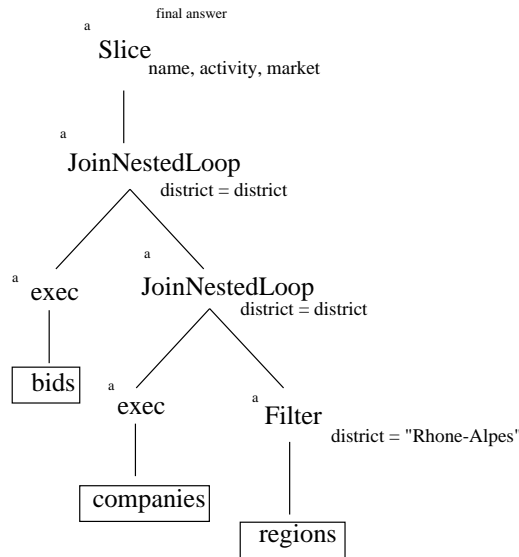 final answer
a
Slice
name, activity, market
a
JoinNestedLoop
district = district
a
exec
a
JoinNestedLoop
district = district
bids
a
exec
a
Filter
district = "Rhone-Alpes"
companies
regions